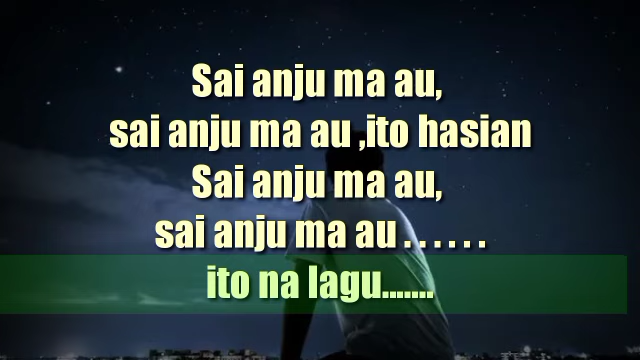 Sai anju ma au,
sai anju ma au ,ito hasian
Sai anju ma au,
sai anju ma au . . . . . .
ito na lagu.......